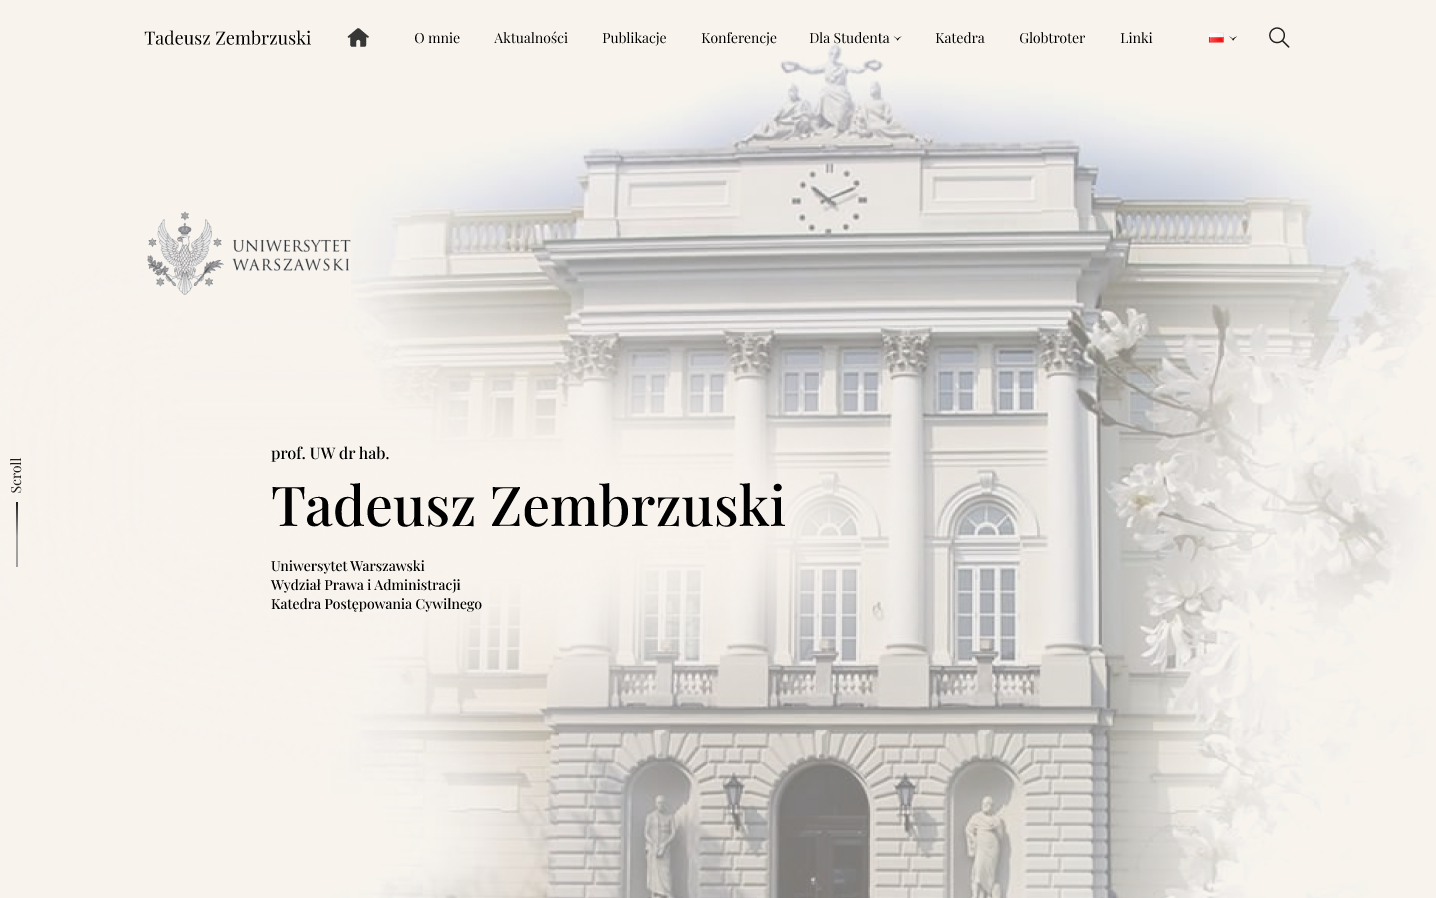 Tadeusz Zembrzuski
O mnie
Aktualności
Publikacje
Konferencje
Dla Studenta
Katedra
Globtroter
Linki
UNIWERSYTET
WARSZAWSKI
Scroll
prof. UW dr hab.
Tadeusz Zembrzuski
Uniwersytet Warszawski
Wydział Prawa i Administracji
Katedra Postępowania Cywilnego